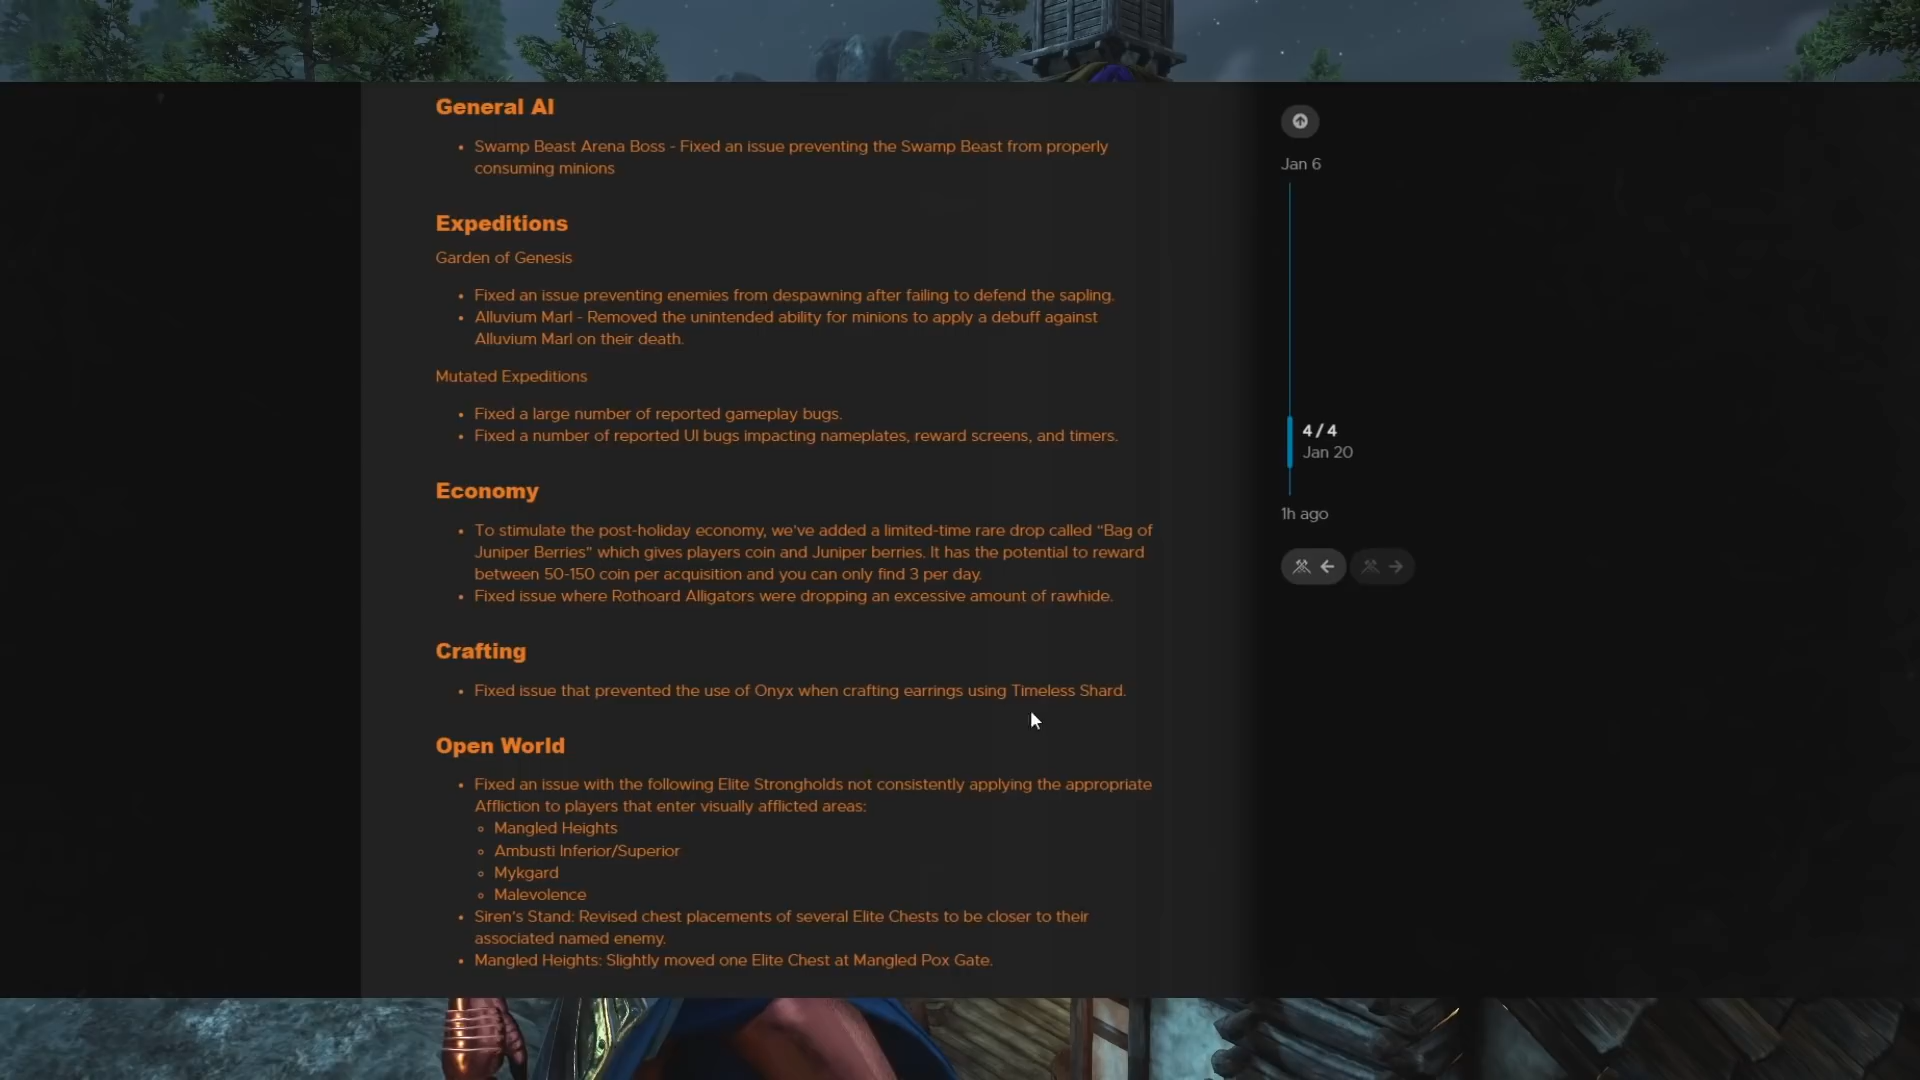 General AI
Swamp Beast Arena Boss - Fixed an issue preventing the Swamp Beast from properly
consuming minions
Expeditions
Garden of Genesis
Fixed an issue preventing enemies from despawning after failing to defend the sapling.
Alluvium Marl - Removed the unintended ability for minions to apply a debuff against
Alluvium Marl on their death.
Mutated Expeditions
Fixed a large number of reported gameplay bugs.
Fixed a number of reported UI bugs impacting nameplates, reward screens, and timers.
Economy
To stimulate the post-holiday economy, we've added a limited-time rare drop called “Bag of
Juniper Berries” which gives players coin and Juniper berries. It has the potential to reward
between 50-150 coin per acquisition and you can only find 3 per day.
Fixed issue where Rothoard Alligators were dropping an excessive amount of rawhide.
Crafting
Fixed issue that prevented the use of Onyx when crafting earrings using Timeless Shard.
Open World
Fixed an issue with the following Elite Strongholds not consistently applying the appropriate
Affliction to players that enter visually afflicted areas:
Mangled Heights
Ambusti Inferior/Superior
Mykgard
Malevolence
Siren's Stand: Revised chest placements of several Elite Chests to be closer to their
associated named enemy.
Mangled Heights: Slightly moved one Elite Chest at Mangled Pox Gate.
Jan 6
4 / 4
Jan 20
1h ago